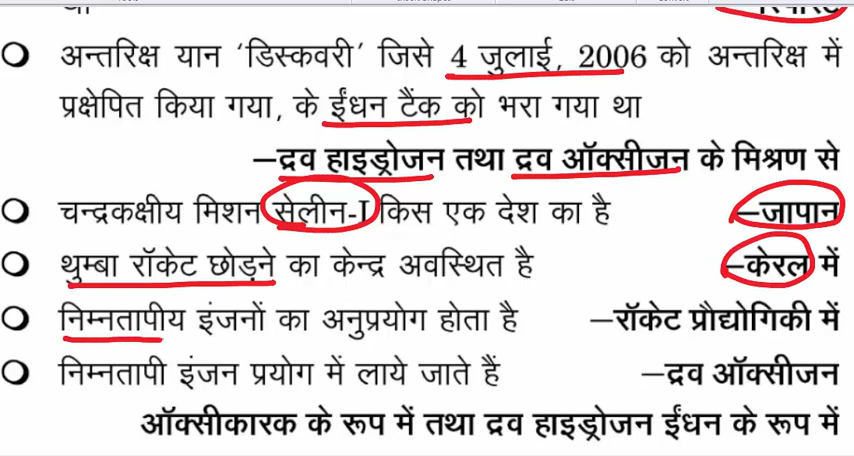 अन्तरिक्ष यान 'डिस्कवरी' जिसे 4 जुलाई, 2006 को अन्तरिक्ष में
प्रक्षेपित किया गया, के ईंधन टैंक को भरा गया था
–द्रव हाइड्रोजन तथा द्रव ऑक्सीजन के मिश्रण से
चन्द्रकक्षीय मिशन सेलीन-I किस एक देश का है –जापान
थुम्बा रॉकेट छोड़ने का केन्द्र अवस्थित है –केरल में
निम्नतापीय इंजनों का अनुप्रयोग होता है –रॉकेट प्रौद्योगिकी में
निम्नतापी इंजन प्रयोग में लाये जाते हैं –द्रव ऑक्सीजन
ऑक्सीकारक के रूप में तथा द्रव हाइड्रोजन ईंधन के रूप में